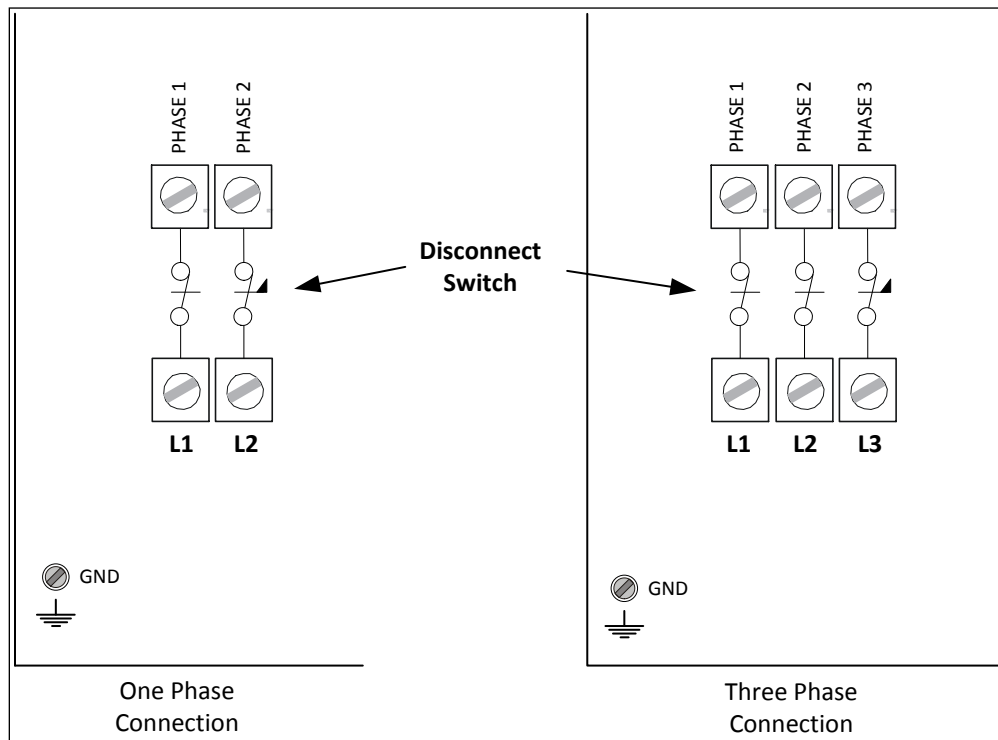 PHASE 1
PHASE 2
L1
L2
GND
One Phase
Connection
Disconnect
Switch
PHASE 1
PHASE 2
PHASE 3
L1
L2
L3
GND
Three Phase
Connection